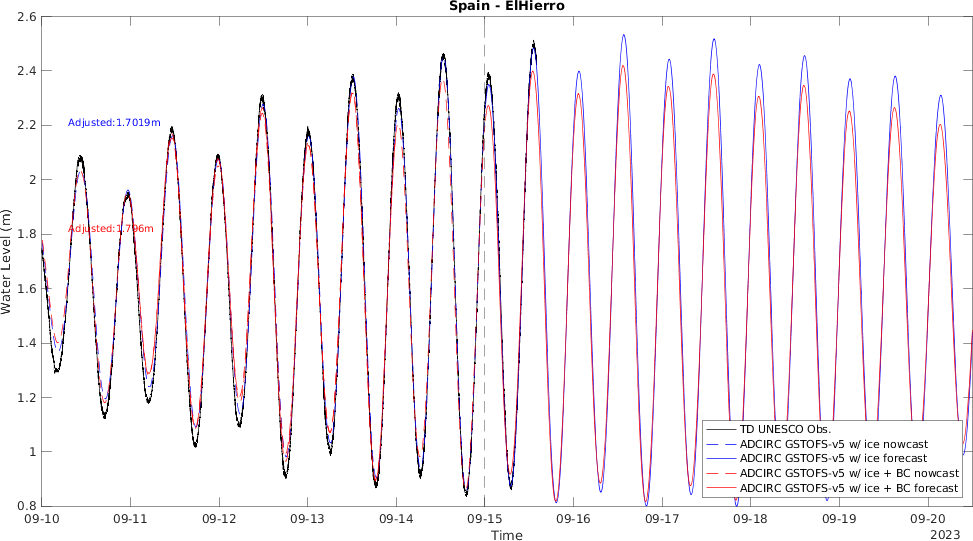 Spain - ElHierro
2.6
2.4
2.2
2
1.8
1.6
1.4
1.2
1
0.8
Water Level (m)
Adjusted:1.7019m
Adjusted:1.796m
TD UNESCO Obs.
ADCIRC GSTOFS-v5 w/ ice nowcast
ADCIRC GSTOFS-v5 w/ ice forecast
ADCIRC GSTOFS-v5 w/ ice + BC nowcast
ADCIRC GSTOFS-v5 w/ ice + BC forecast
09-10 09-11 09-12 09-13 09-14 09-15 09-16 09-17 09-18 09-19 09-20
Time
2023